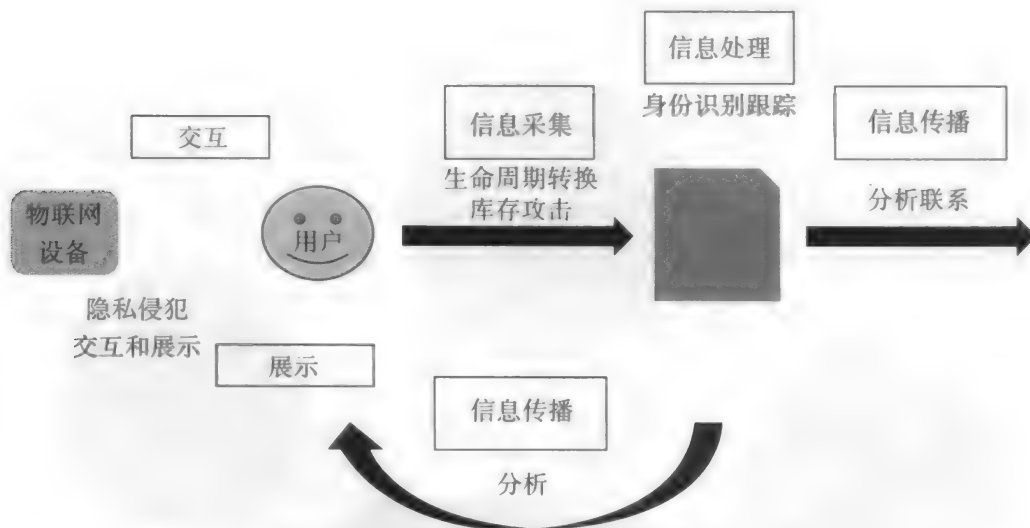 信息处理
身份识别跟踪
信息采集
生命周期转换
库存攻击
信息传播
分析联系
交互
物联网
设备
用户
隐私侵犯
交互和展示
展示
信息传播
分析